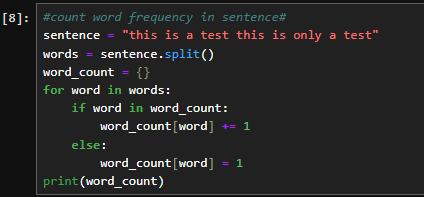 [8]: #count word frequency in sentence#
sentence = "this is a test this is only a test"
words = sentence.split()
word_count = {}
for word in words:
    if word in word_count:
        word_count[word] += 1
    else:
        word_count[word] = 1
print(word_count)